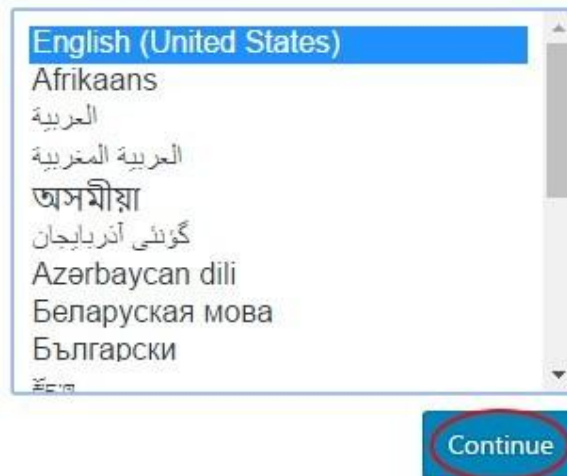 English (United States)
Afrikaans
العربية
العربية المغربية
অসমীয়া
گؤنئی آذربایجان
Azərbaycan dili
Беларуская мова
Български
Continue